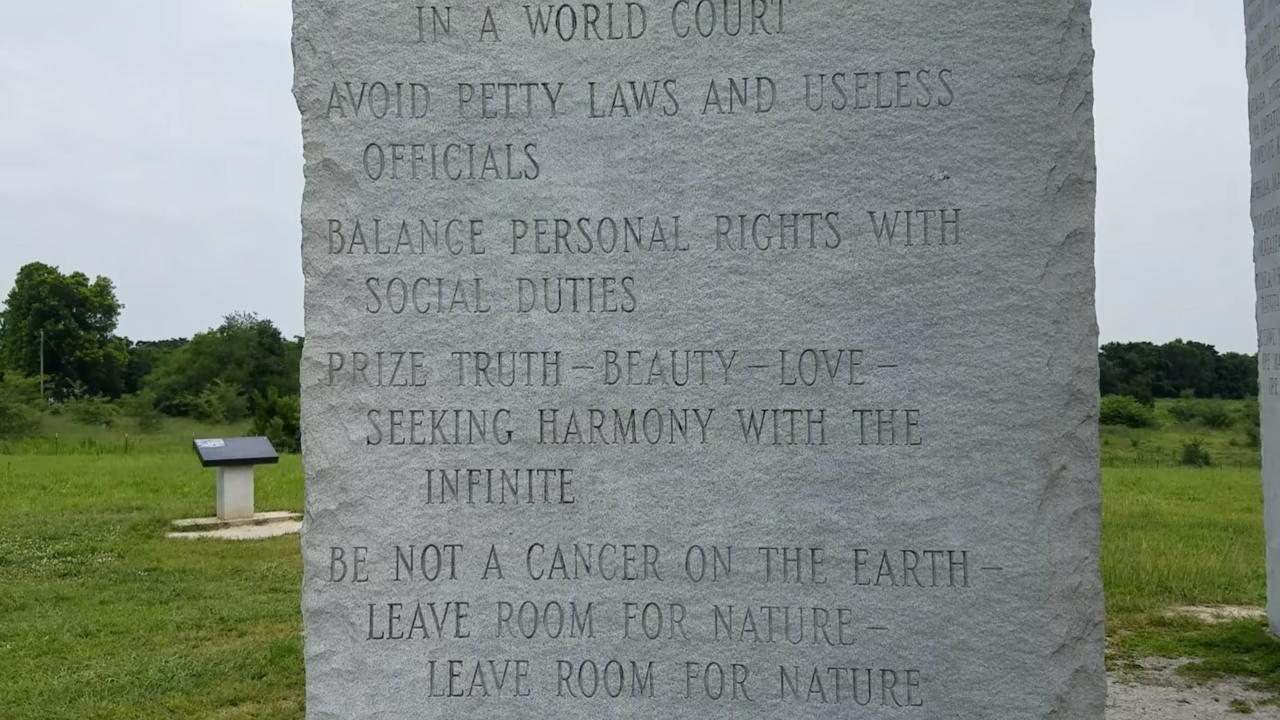 IN A WORLD COURT
AVOID PETTY LAWS AND USELESS
OFFICIALS
BALANCE PERSONAL RIGHTS WITH
SOCIAL DUTIES
PRIZE TRUTH — BEAUTY — LOVE —
SEEKING HARMONY WITH THE
INFINITE
BE NOT A CANCER ON THE EARTH —
LEAVE ROOM FOR NATURE —
LEAVE ROOM FOR NATURE